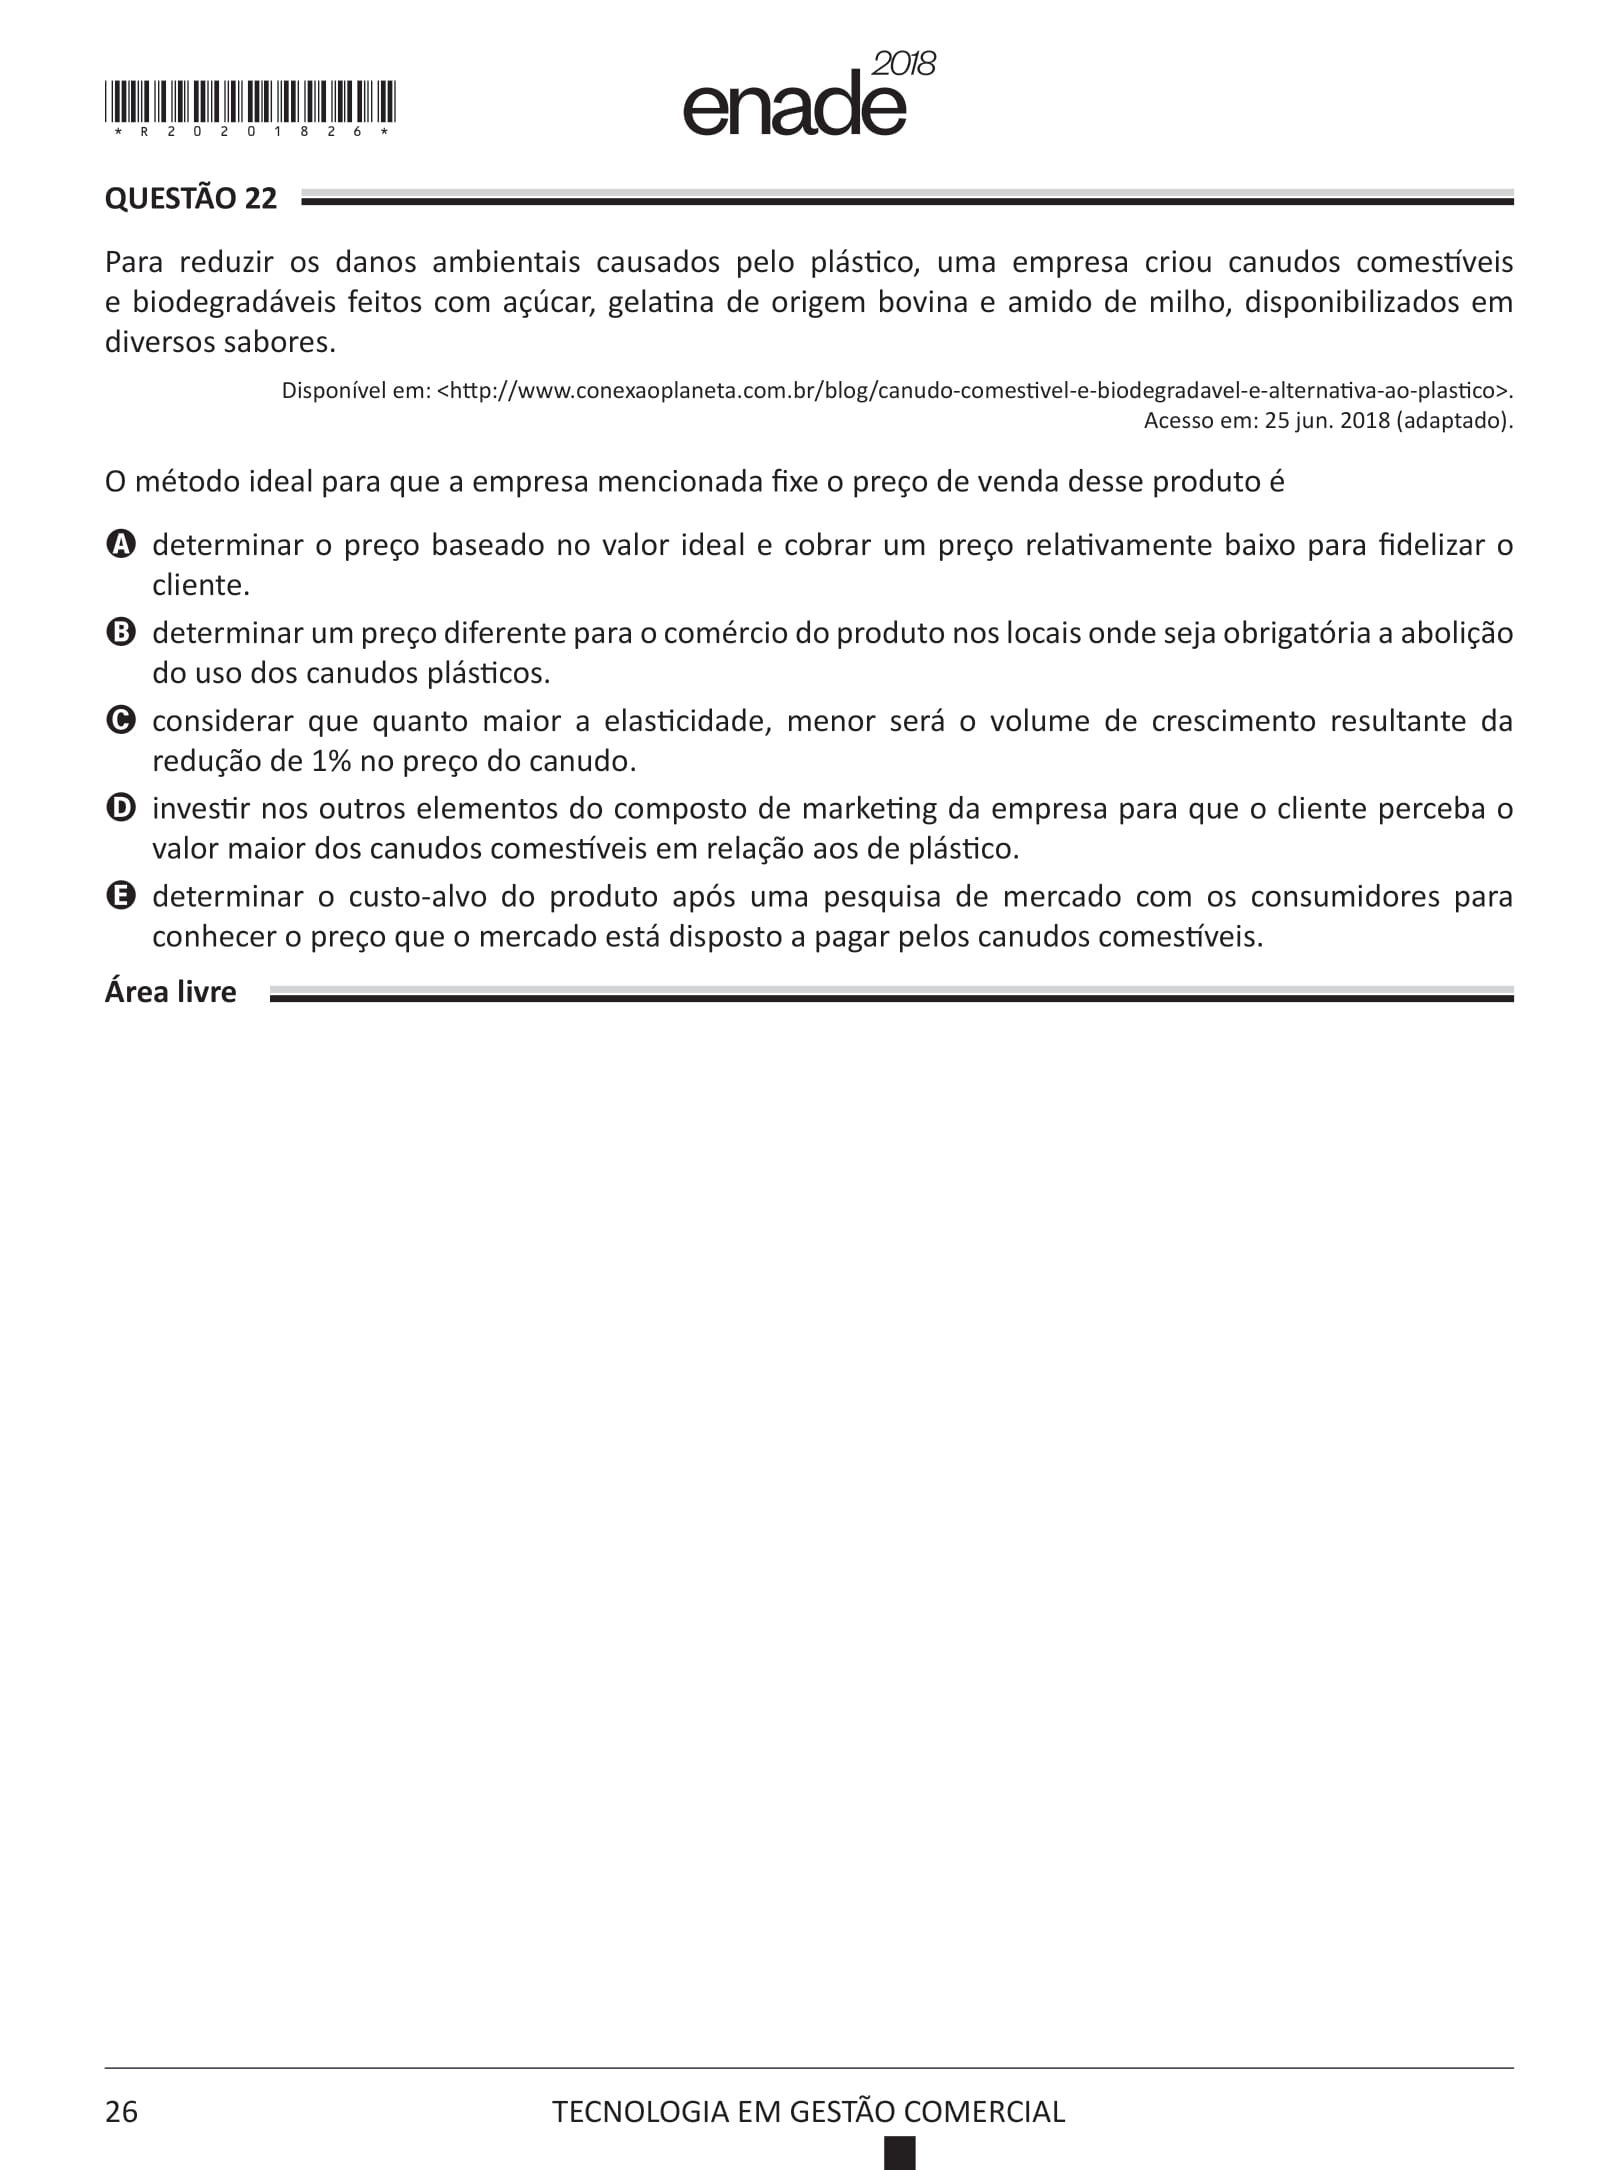 *R20201826*
enade 2018
QUESTÃO 22
Para reduzir os danos ambientais causados pelo plástico, uma empresa criou canudos comestíveis
e biodegradáveis feitos com açúcar, gelatina de origem bovina e amido de milho, disponibilizados em
diversos sabores.
Disponível em: <http://www.conexaoplaneta.com.br/blog/canudo-comestivel-e-biodegradavel-e-alternativa-ao-plastico>.
Acesso em: 25 jun. 2018 (adaptado).
O método ideal para que a empresa mencionada fixe o preço de venda desse produto é
A determinar o preço baseado no valor ideal e cobrar um preço relativamente baixo para fidelizar o
cliente.
B determinar um preço diferente para o comércio do produto nos locais onde seja obrigatória a abolição
do uso dos canudos plásticos.
C considerar que quanto maior a elasticidade, menor será o volume de crescimento resultante da
redução de 1% no preço do canudo.
D investir nos outros elementos do composto de marketing da empresa para que o cliente perceba o
valor maior dos canudos comestíveis em relação aos de plástico.
E determinar o custo-alvo do produto após uma pesquisa de mercado com os consumidores para
conhecer o preço que o mercado está disposto a pagar pelos canudos comestíveis.
Área livre
26
TECNOLOGIA EM GESTÃO COMERCIAL